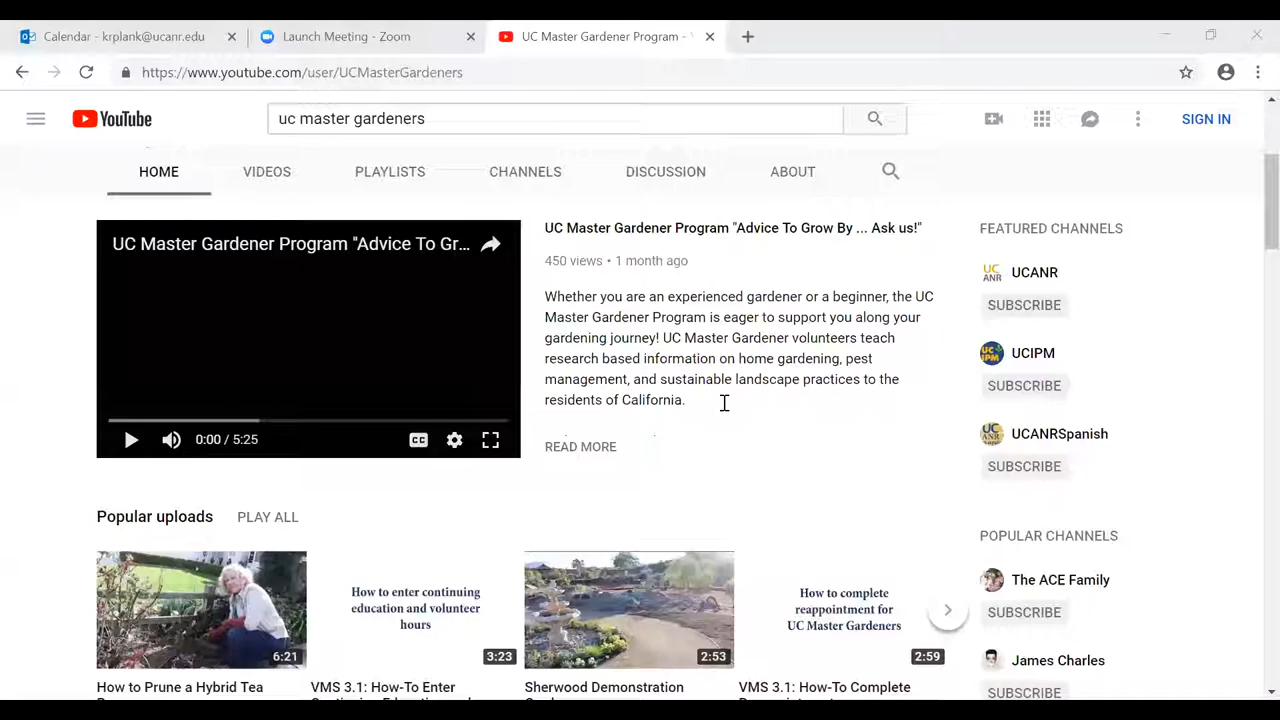 Calendar - krplank@ucanr.edu
Launch Meeting - Zoom
UC Master Gardener Program -
https://www.youtube.com/user/UCMasterGardeners
YouTube
uc master gardeners
SIGN IN
HOME
VIDEOS
PLAYLISTS
CHANNELS
DISCUSSION
ABOUT
UC Master Gardener Program "Advice To Gr...
0:00 / 5:25
CC
UC Master Gardener Program "Advice To Grow By ... Ask us!"
450 views • 1 month ago
Whether you are an experienced gardener or a beginner, the UC
Master Gardener Program is eager to support you along your
gardening journey! UC Master Gardener volunteers teach
research based information on home gardening, pest
management, and sustainable landscape practices to the
residents of California.
READ MORE
FEATURED CHANNELS
UC
ANR
UCANR
SUBSCRIBE
UC
IPM
UCIPM
SUBSCRIBE
UC
ANR
UCANRSpanish
SUBSCRIBE
Popular uploads
PLAY ALL
6:21
How to Prune a Hybrid Tea
How to enter continuing
education and volunteer
hours
3:23
VMS 3.1: How-To Enter
2:53
Sherwood Demonstration
How to complete
reappointment for
UC Master Gardeners
2:59
VMS 3.1: How-To Complete
POPULAR CHANNELS
The ACE Family
SUBSCRIBE
James Charles
SUBSCRIBE